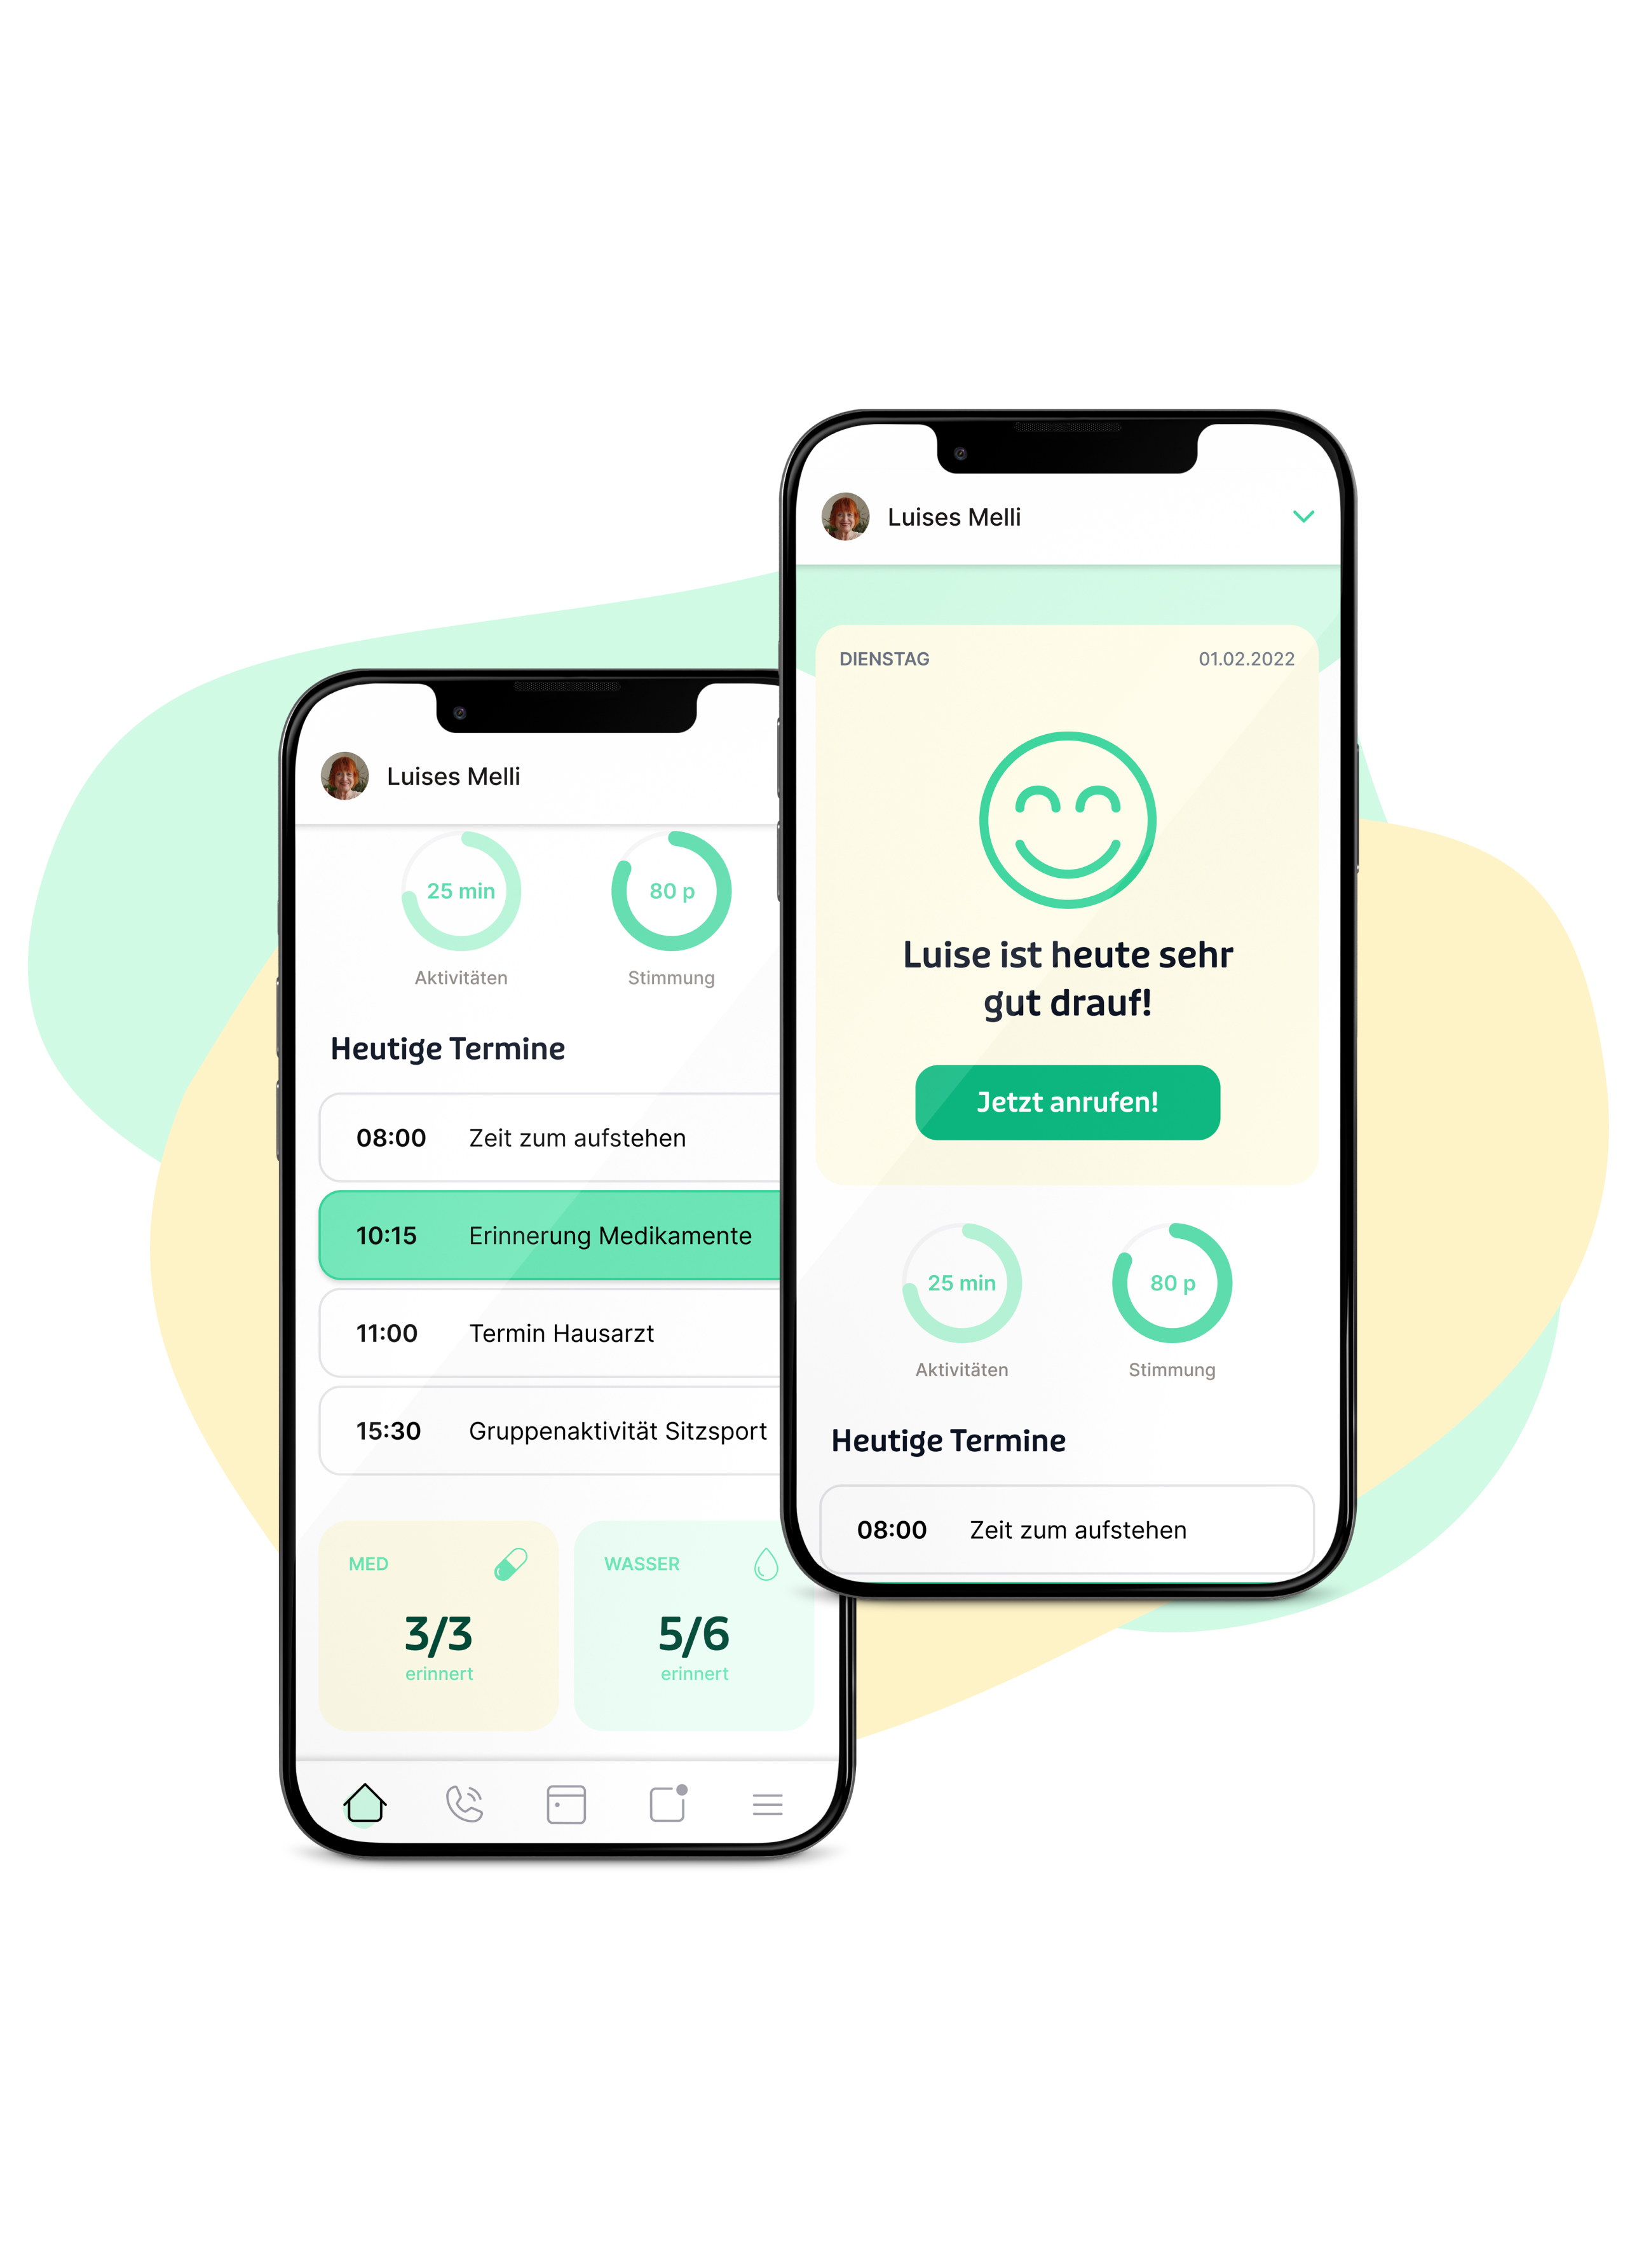 Luises Melli
25 min
80 p
Aktivitäten
Stimmung
Heutige Termine
08:00 Zeit zum aufstehen
10:15 Erinnerung Medikamente
11:00 Termin Hausarzt
15:30 Gruppenaktivität Sitzsport
MED
WASSER
3/3
5/6
erinnert
erinnert
Luises Melli
DIENSTAG
01.02.2022
Luise ist heute sehr
gut drauf!
Jetzt anrufen!
25 min
80 p
Aktivitäten
Stimmung
Heutige Termine
08:00 Zeit zum aufstehen